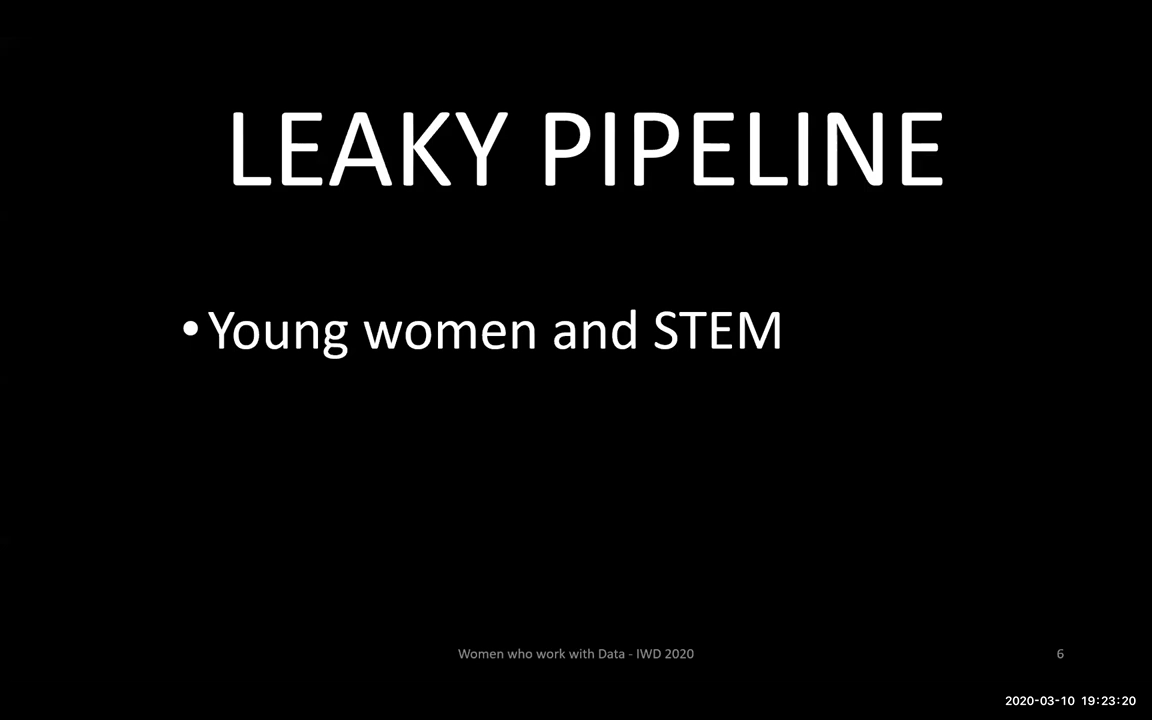 LEAKY PIPELINE
•Young women and STEM
Women who work with Data - IWD 2020
6
2020-03-10 19:23:20